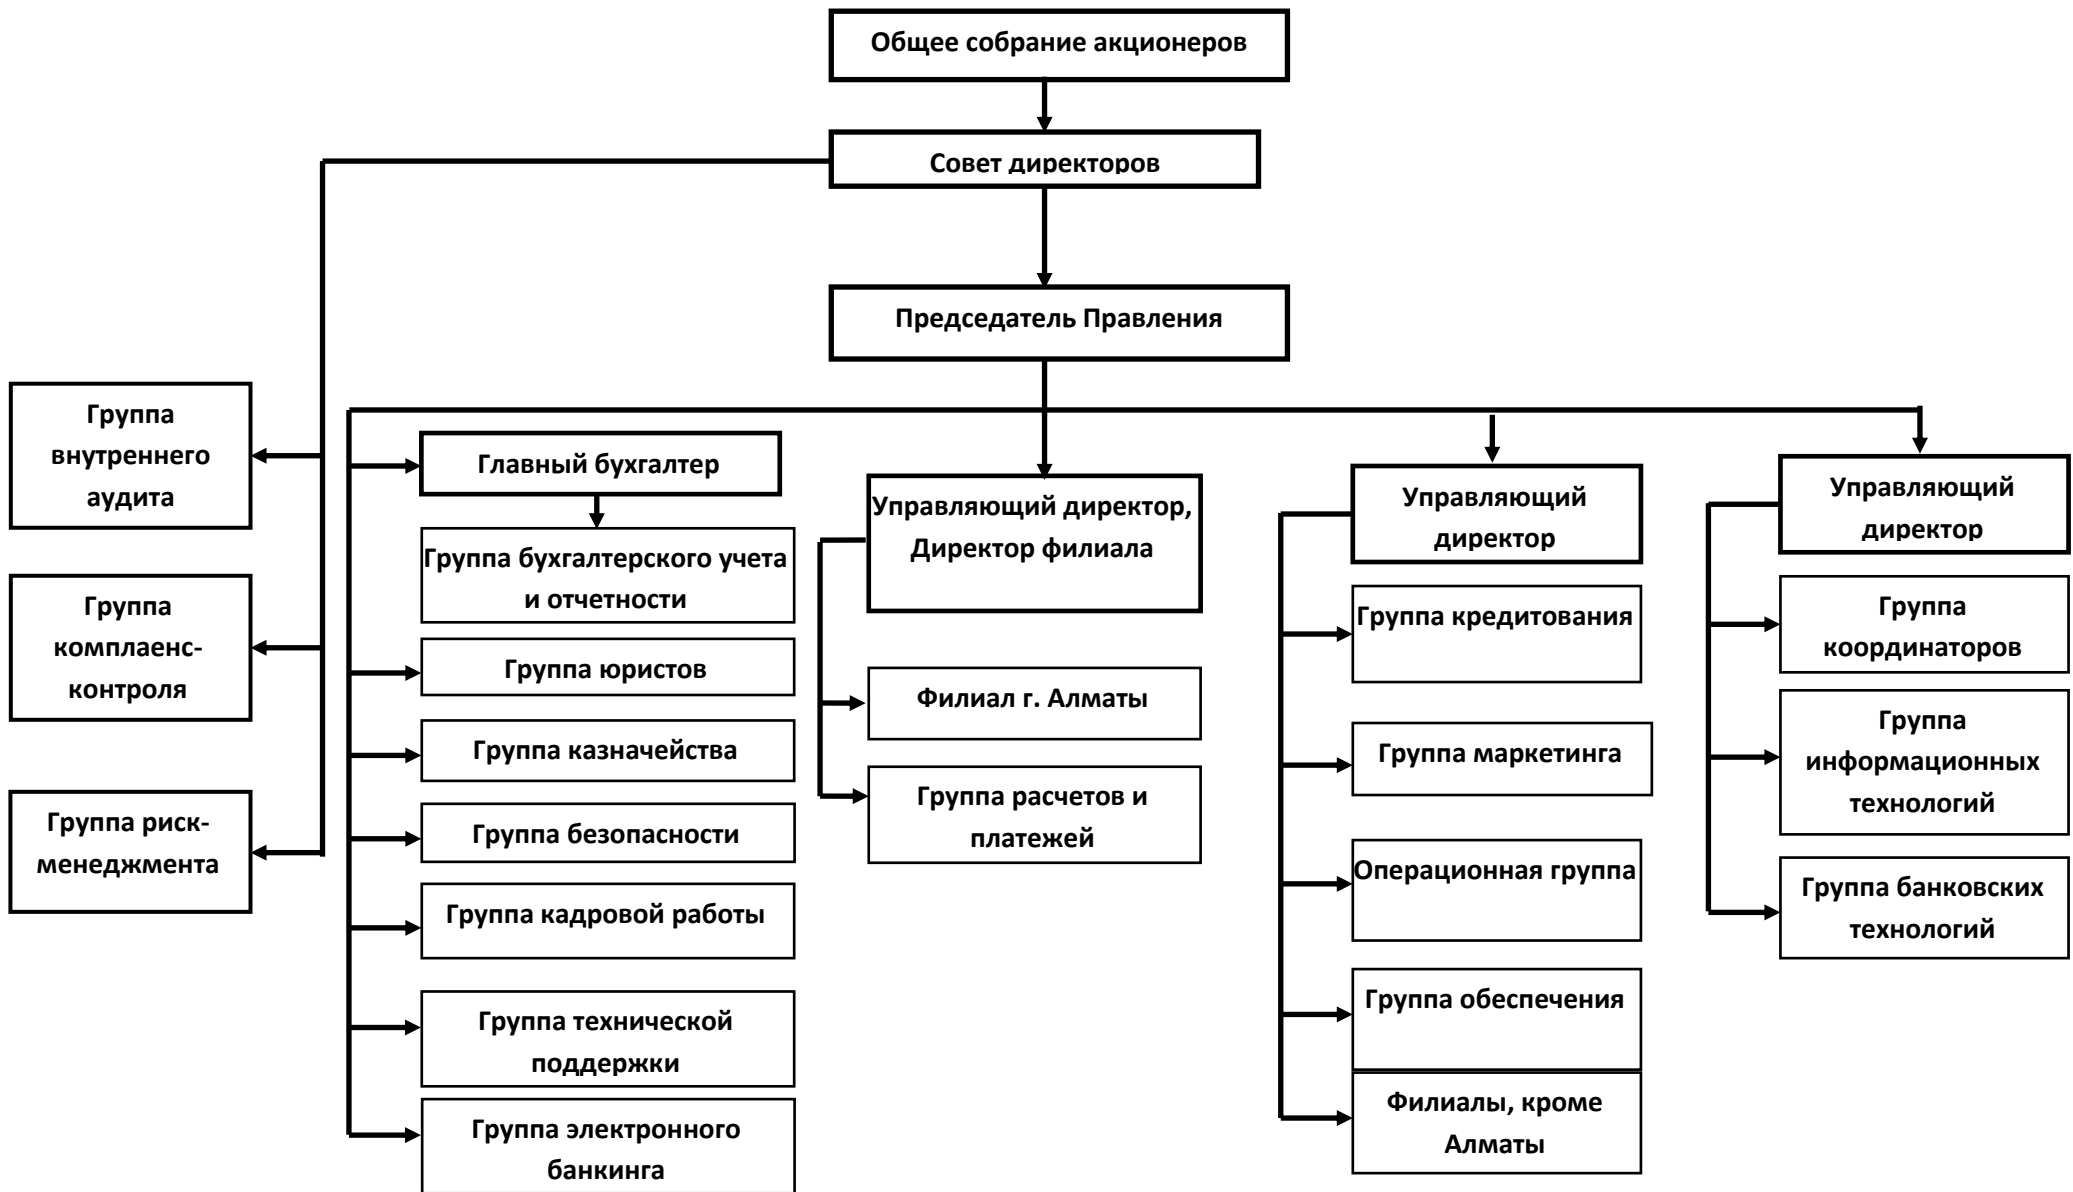 Общее собрание акционеров
Совет директоров
Председатель Правления
Группа
внутреннего
аудита
Группа
комплаенс-
контроля
Группа риск-
менеджмента
Главный бухгалтер
Группа бухгалтерского учета
и отчетности
Группа юристов
Группа казначейства
Группа безопасности
Группа кадровой работы
Группа технической
поддержки
Группа электронного
банкинга
Управляющий директор,
Директор филиала
Филиал г. Алматы
Группа расчетов и
платежей
Управляющий
директор
Группа кредитования
Группа маркетинга
Операционная группа
Группа обеспечения
Филиалы, кроме
Алматы
Управляющий
директор
Группа
координаторов
Группа
информационных
технологий
Группа банковских
технологий